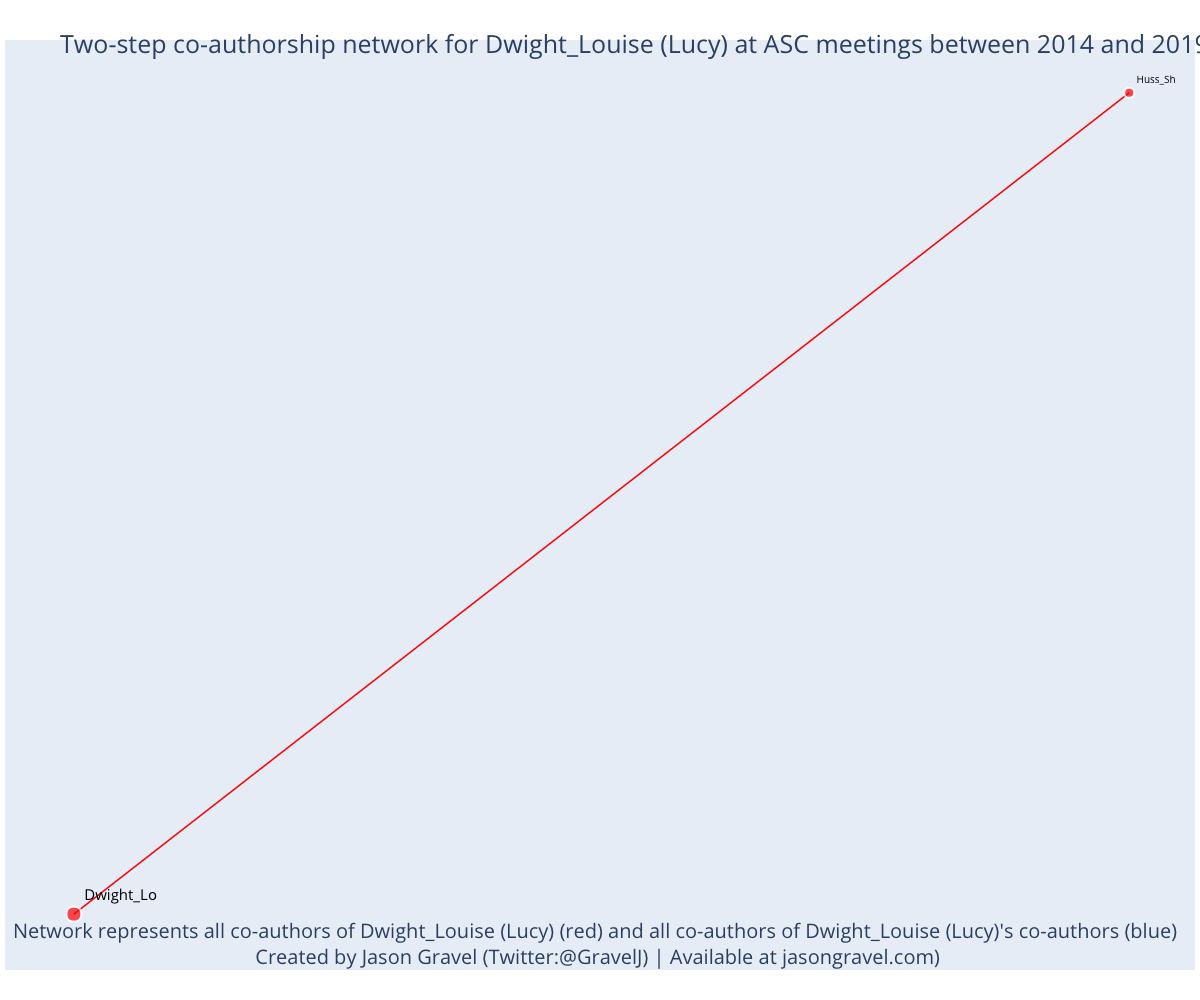 Two-step co-authorship network for Dwight_Louise (Lucy) at ASC meetings between 2014 and 2019
Huss_Sh
Dwight_Lo
Network represents all co-authors of Dwight_Louise (Lucy) (red) and all co-authors of Dwight_Louise (Lucy)'s co-authors (blue)
Created by Jason Gravel (Twitter:@GravelJ) | Available at jasongravel.com)